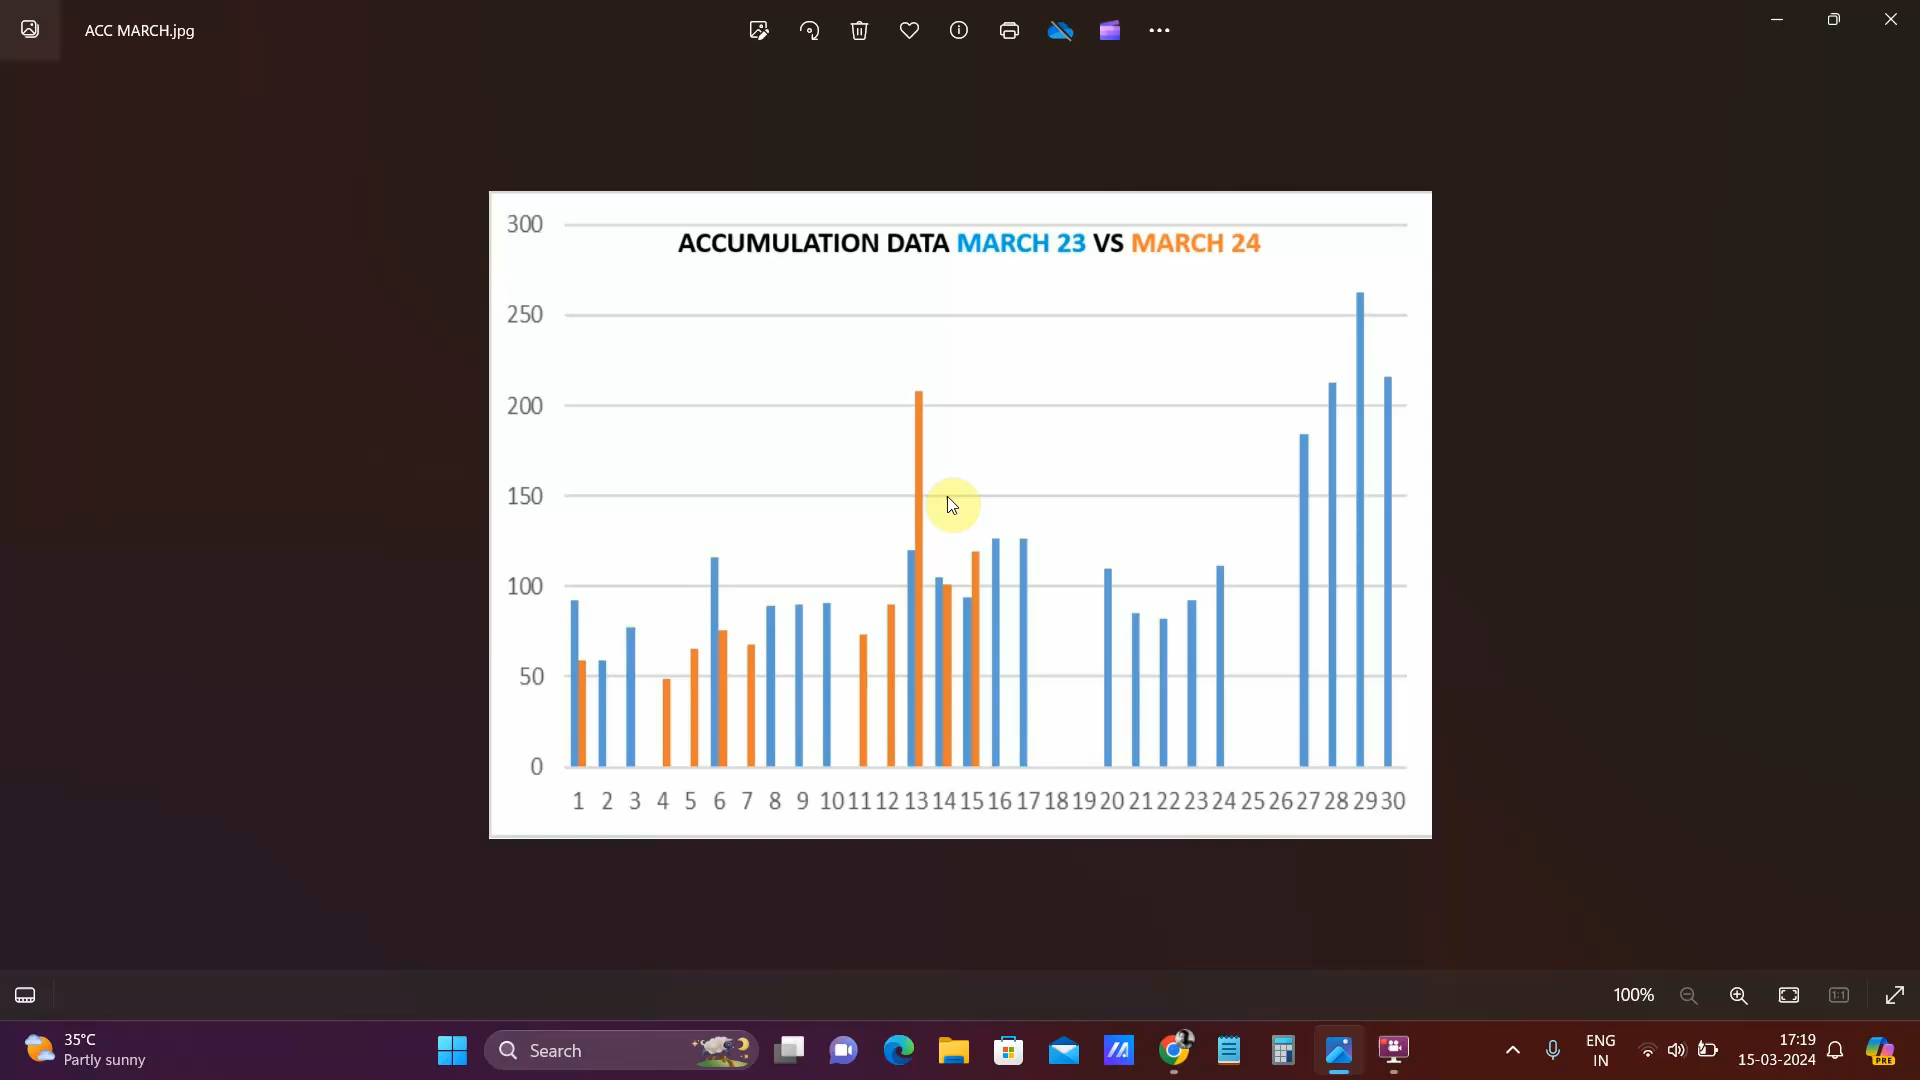 ACC MARCH.jpg
300
ACCUMULATION DATA MARCH 23 VS MARCH 24
250
200
150
100
50
0
1 2 3 4 5 6 7 8 9 10 11 12 13 14 15 16 17 18 19 20 21 22 23 24 25 26 27 28 29 30
100%
1:1
35°C
Partly sunny
Search
ENG
IN
17:19
15-03-2024
PRE